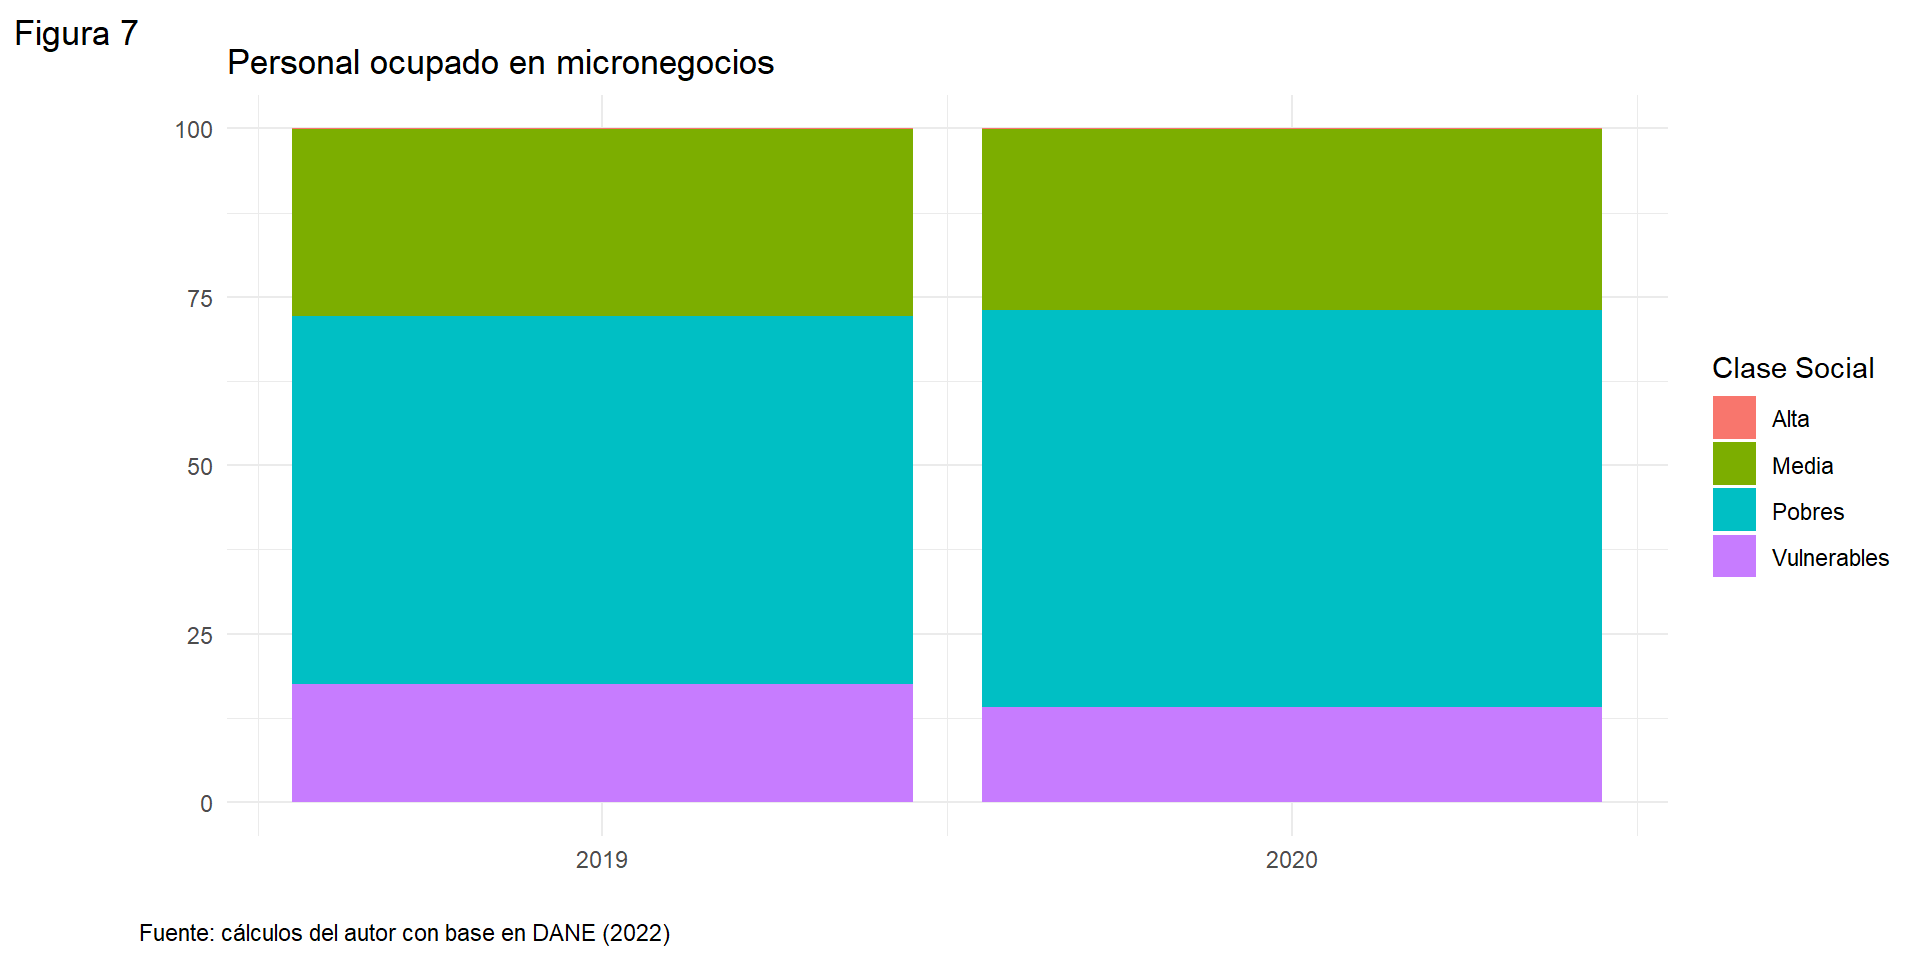 Figura 7
Personal ocupado en micronegocios
100
75
50
25
0
2019
2020
Clase Social
Alta
Media
Pobres
Vulnerables
Fuente: cálculos del autor con base en DANE (2022)